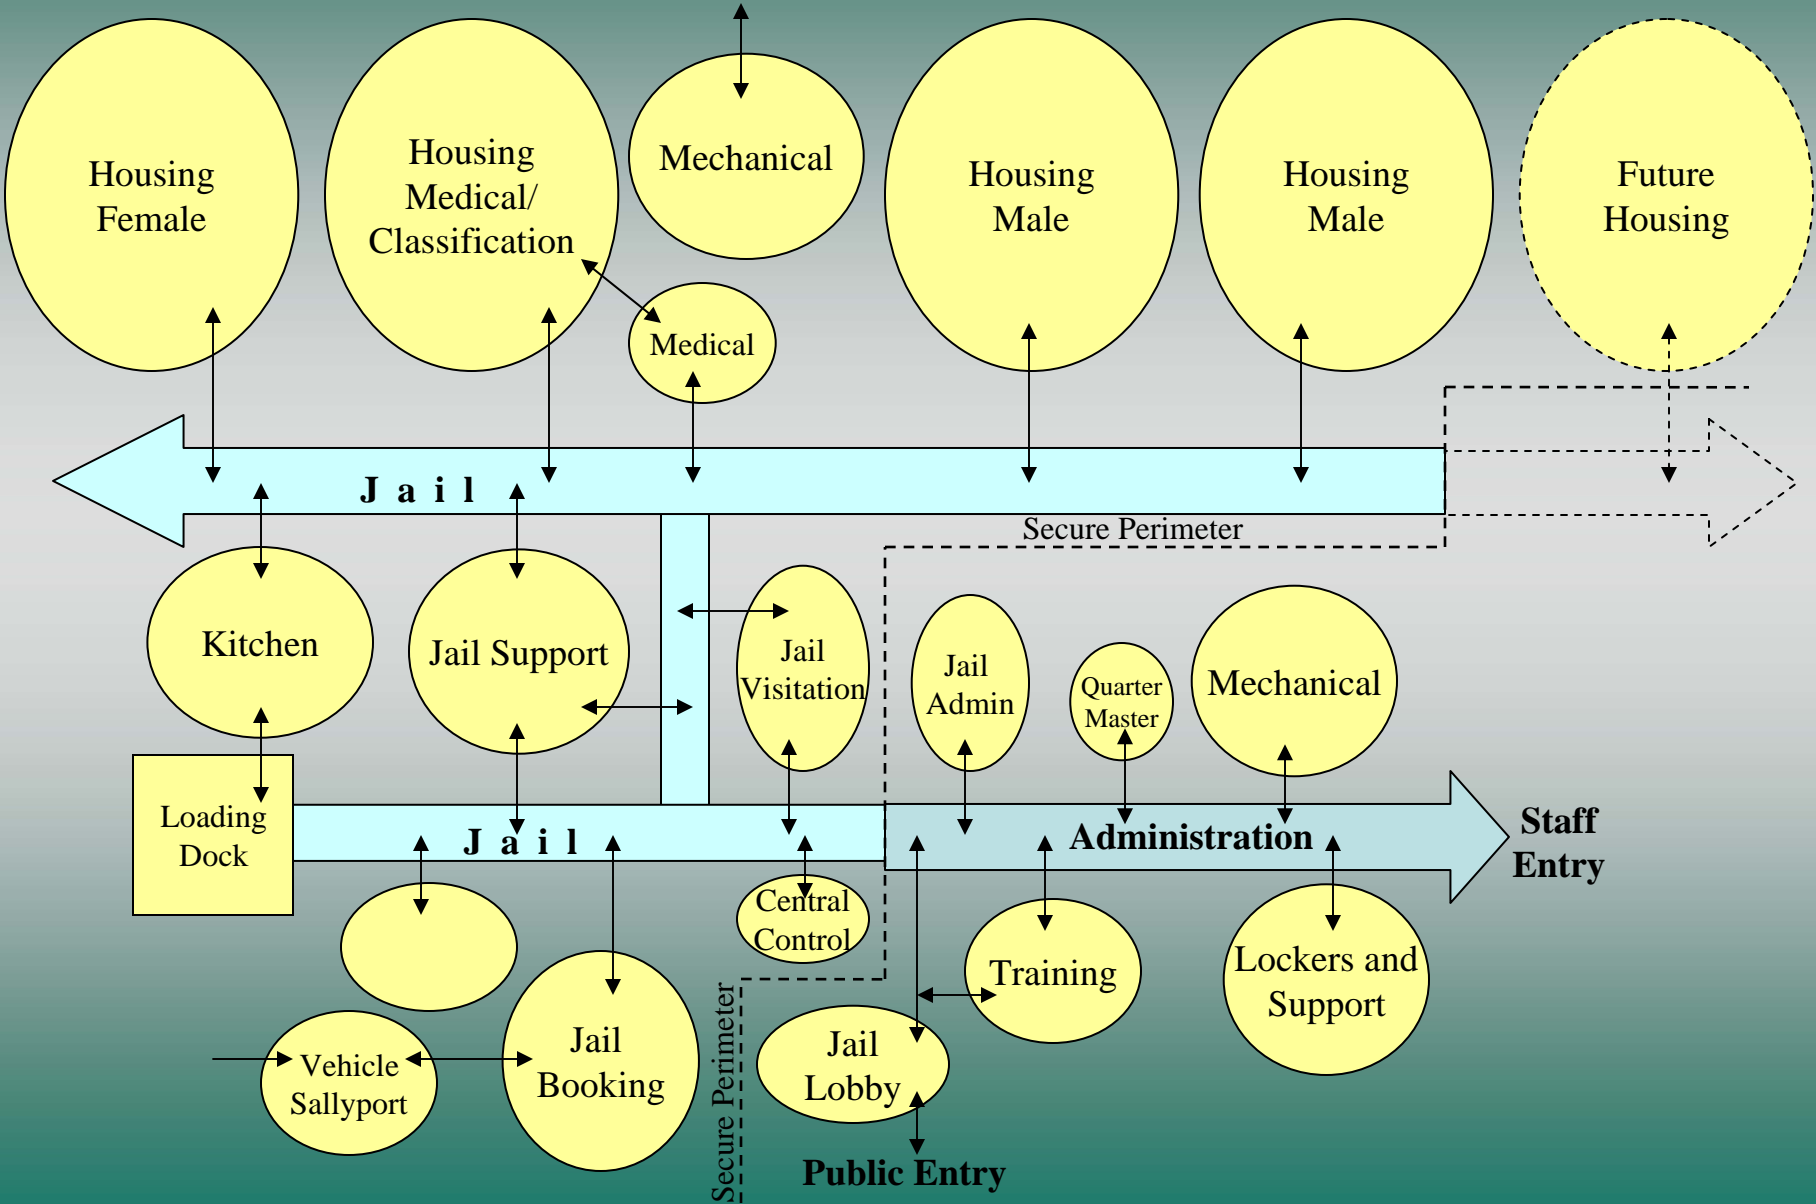 Housing
Female
Housing
Medical/
Classification
Mechanical
Housing
Male
Housing
Male
Future
Housing
Medical
J a i l
Secure Perimeter
Kitchen
Jail Support
Jail
Visitation
Jail
Admin
Quarter
Master
Mechanical
Loading
Dock
J a i l
Administration
Staff
Entry
Central
Control
Training
Lockers and
Support
Vehicle
Sallyport
Jail
Booking
Secure Perimeter
Jail
Lobby
Public Entry